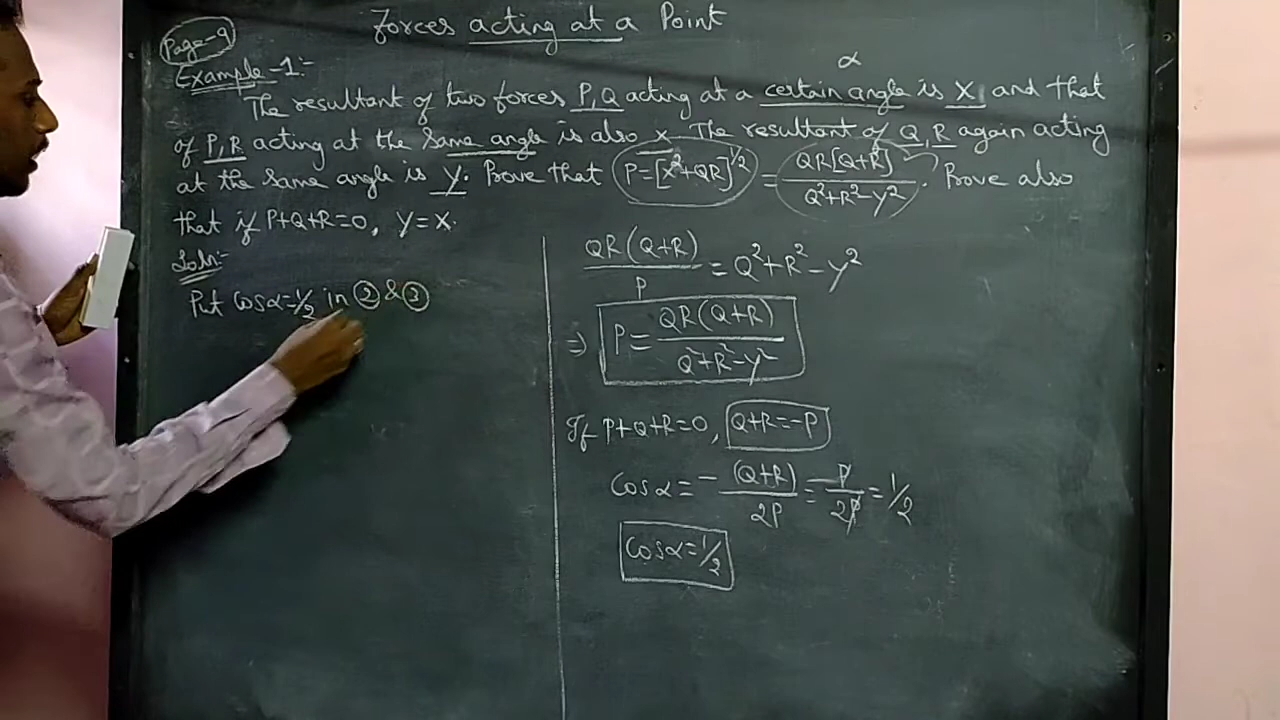 Forces acting at a Point
Page-9
Example-1:-
α
The resultant of two forces P, Q acting at a certain angle is X and that
of P, R acting at the same angle is also X. The resultant of Q, R again acting
at the same angle is Y. Prove that P=[X²+QR]^1/2 = QR[Q+R]/(Q²+R²-Y²). Prove also
that if P+Q+R=0, Y=X.
Soln:-
Put Cosα=1/2 in ② & ③
QR(Q+R)/P = Q²+R²-Y²
⇒ P = QR(Q+R)/(Q²+R²-Y²)
If P+Q+R=0, Q+R=-P
Cosα = -(Q+R)/2P = P/2P = 1/2
Cosα=1/2